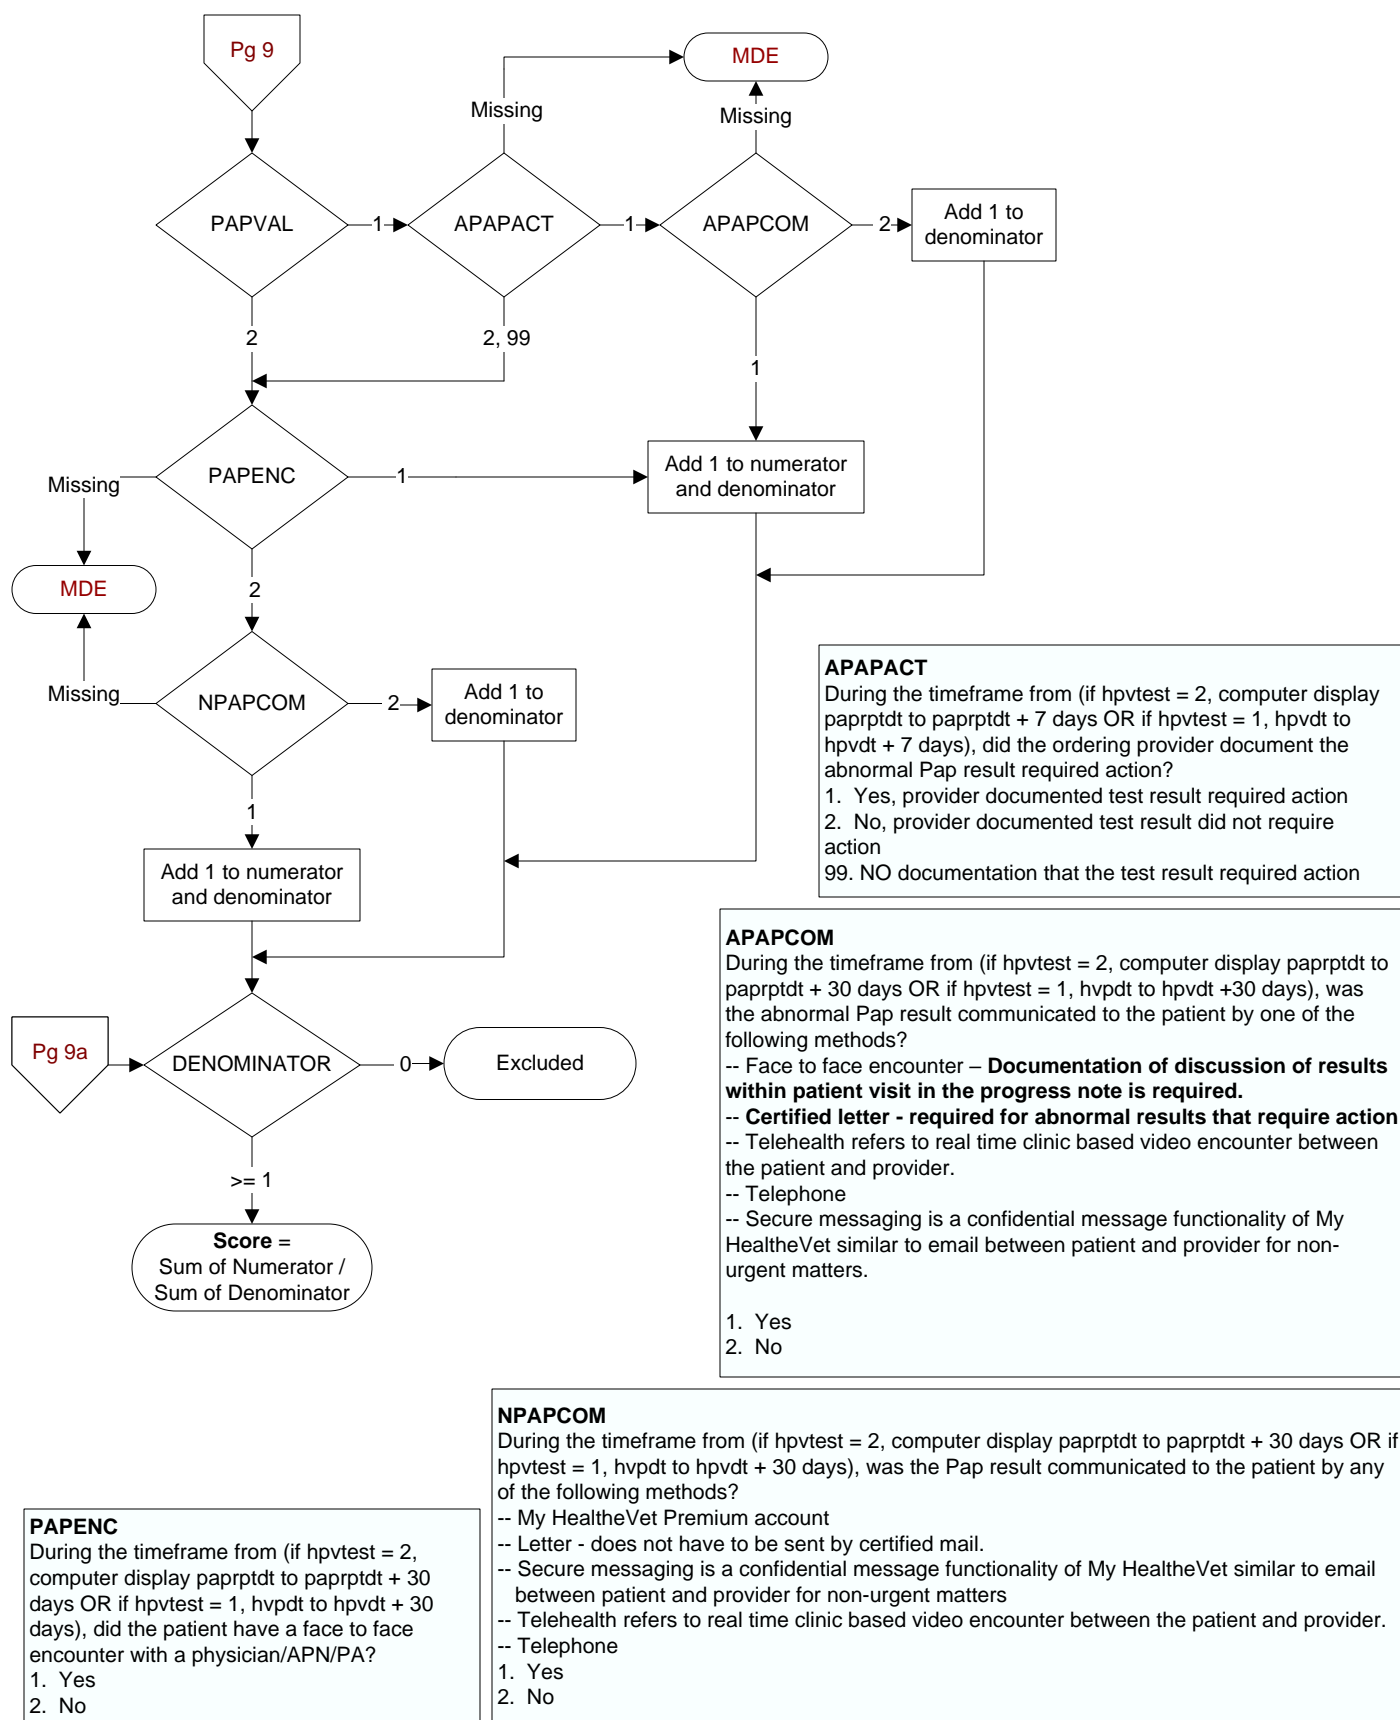 Pg 9
MDE
Missing
Missing
PAPVAL
1
APAPACT
1
APAPCOM
2
Add 1 to
denominator
2
2, 99
1
PAPENC
1
Add 1 to numerator
and denominator
Missing
MDE
2
Missing
NPAPCOM
2
Add 1 to
denominator
1
Add 1 to numerator
and denominator
Pg 9a
DENOMINATOR
0
Excluded
>= 1
Score =
Sum of Numerator /
Sum of Denominator
APAPACT
During the timeframe from (if hpvtest = 2, computer display
paprptdt to paprptdt + 7 days OR if hpvtest = 1, hpvdt to
hpvdt + 7 days), did the ordering provider document the
abnormal Pap result required action?
1. Yes, provider documented test result required action
2. No, provider documented test result did not require
action
99. NO documentation that the test result required action
APAPCOM
During the timeframe from (if hpvtest = 2, computer display paprptdt to
paprptdt + 30 days OR if hpvtest = 1, hvpdt to hpvdt +30 days), was
the abnormal Pap result communicated to the patient by one of the
following methods?
-- Face to face encounter – Documentation of discussion of results
within patient visit in the progress note is required.
-- Certified letter - required for abnormal results that require action
-- Telehealth refers to real time clinic based video encounter between
the patient and provider.
-- Telephone
-- Secure messaging is a confidential message functionality of My
HealtheVet similar to email between patient and provider for non-
urgent matters.
1. Yes
2. No
NPAPCOM
During the timeframe from (if hpvtest = 2, computer display paprptdt to paprptdt + 30 days OR if
hpvtest = 1, hvpdt to hpvdt + 30 days), was the Pap result communicated to the patient by any
of the following methods?
-- My HealtheVet Premium account
-- Letter - does not have to be sent by certified mail.
-- Secure messaging is a confidential message functionality of My HealtheVet similar to email
between patient and provider for non-urgent matters
-- Telehealth refers to real time clinic based video encounter between the patient and provider.
-- Telephone
1. Yes
2. No
PAPENC
During the timeframe from (if hpvtest = 2,
computer display paprptdt to paprptdt + 30
days OR if hpvtest = 1, hvpdt to hpvdt + 30
days), did the patient have a face to face
encounter with a physician/APN/PA?
1. Yes
2. No